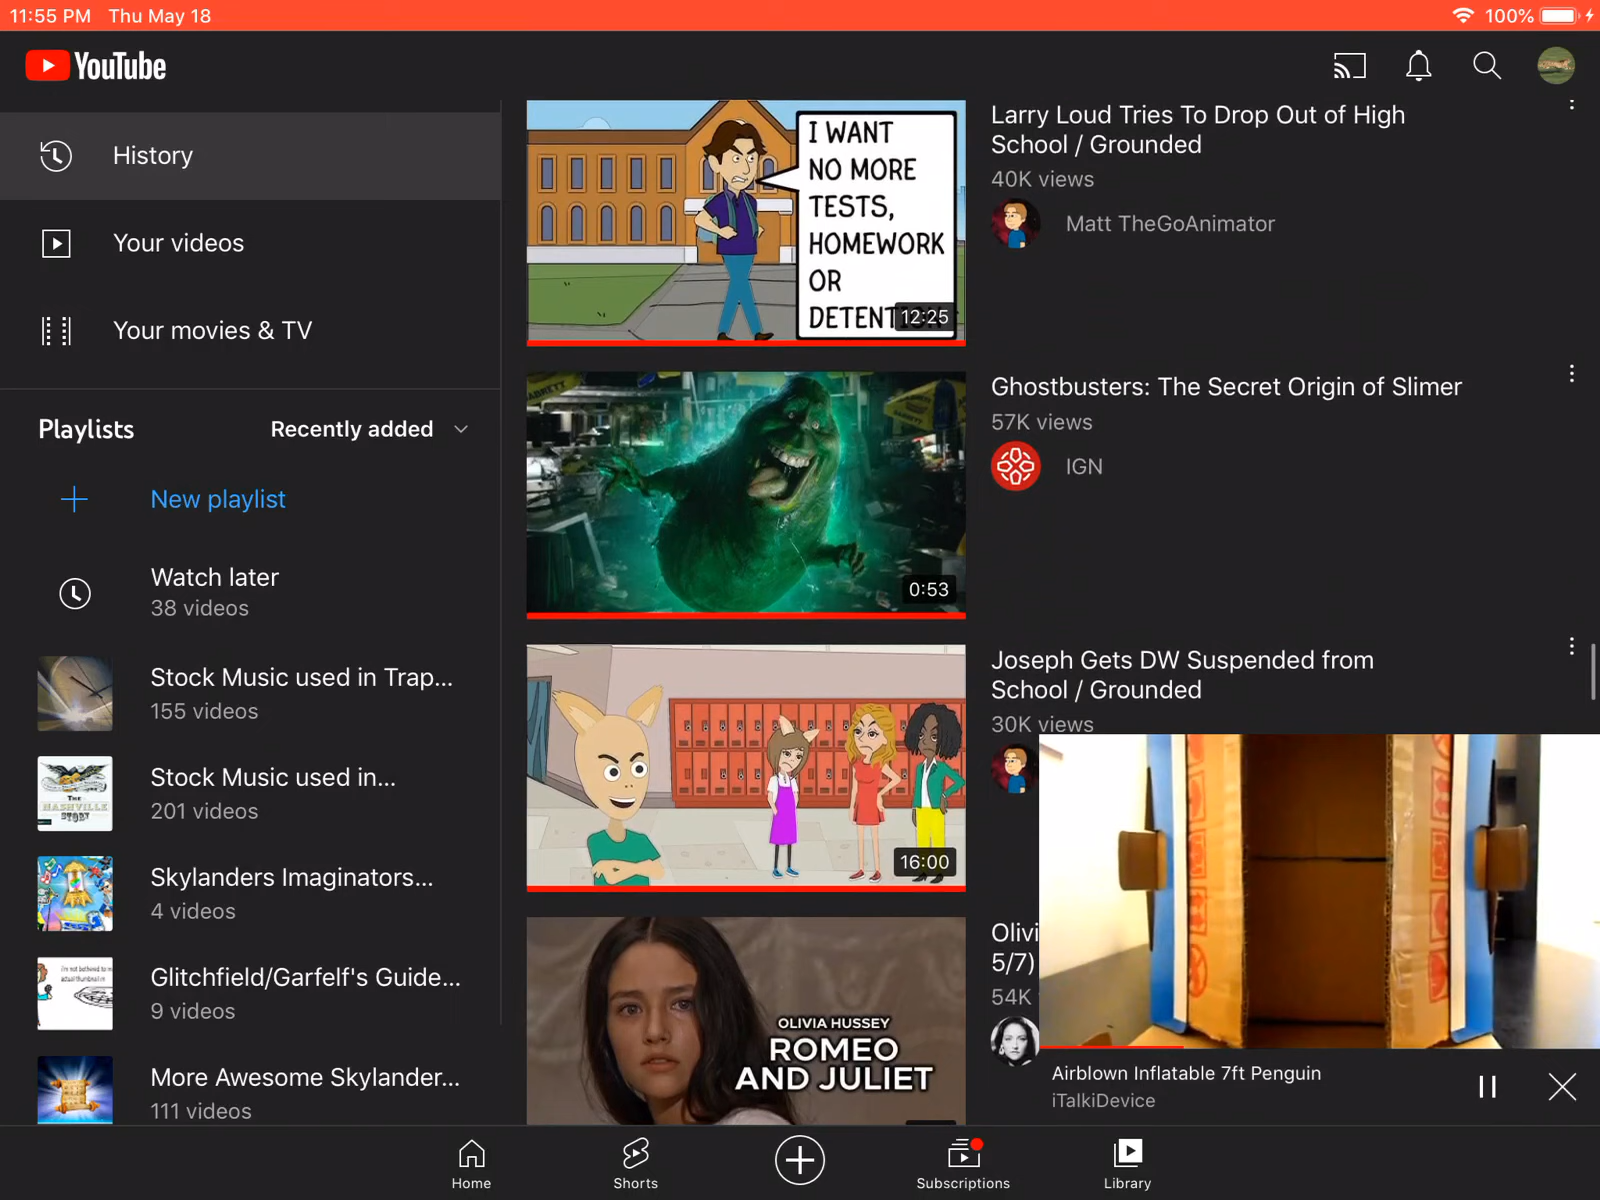 11:55 PM Thu May 18
100%
YouTube
History
Your videos
Your movies & TV
Playlists
Recently added
New playlist
Watch later
38 videos
Stock Music used in Trap...
155 videos
THE
NASHVILLE
STORY
Stock Music used in...
201 videos
Skylanders Imaginators...
4 videos
Glitchfield/Garfelf's Guide...
9 videos
More Awesome Skylander...
111 videos
I WANT
NO MORE
TESTS,
HOMEWORK
OR
DETENT
12:25
Larry Loud Tries To Drop Out of High
School / Grounded
40K views
Matt TheGoAnimator
0:53
Ghostbusters: The Secret Origin of Slimer
57K views
IGN
16:00
Joseph Gets DW Suspended from
School / Grounded
30K views
OLIVIA HUSSEY
ROMEO
AND JULIET
Olivi
5/7)
54K
Airblown Inflatable 7ft Penguin
iTalkiDevice
Home
Shorts
Subscriptions
Library